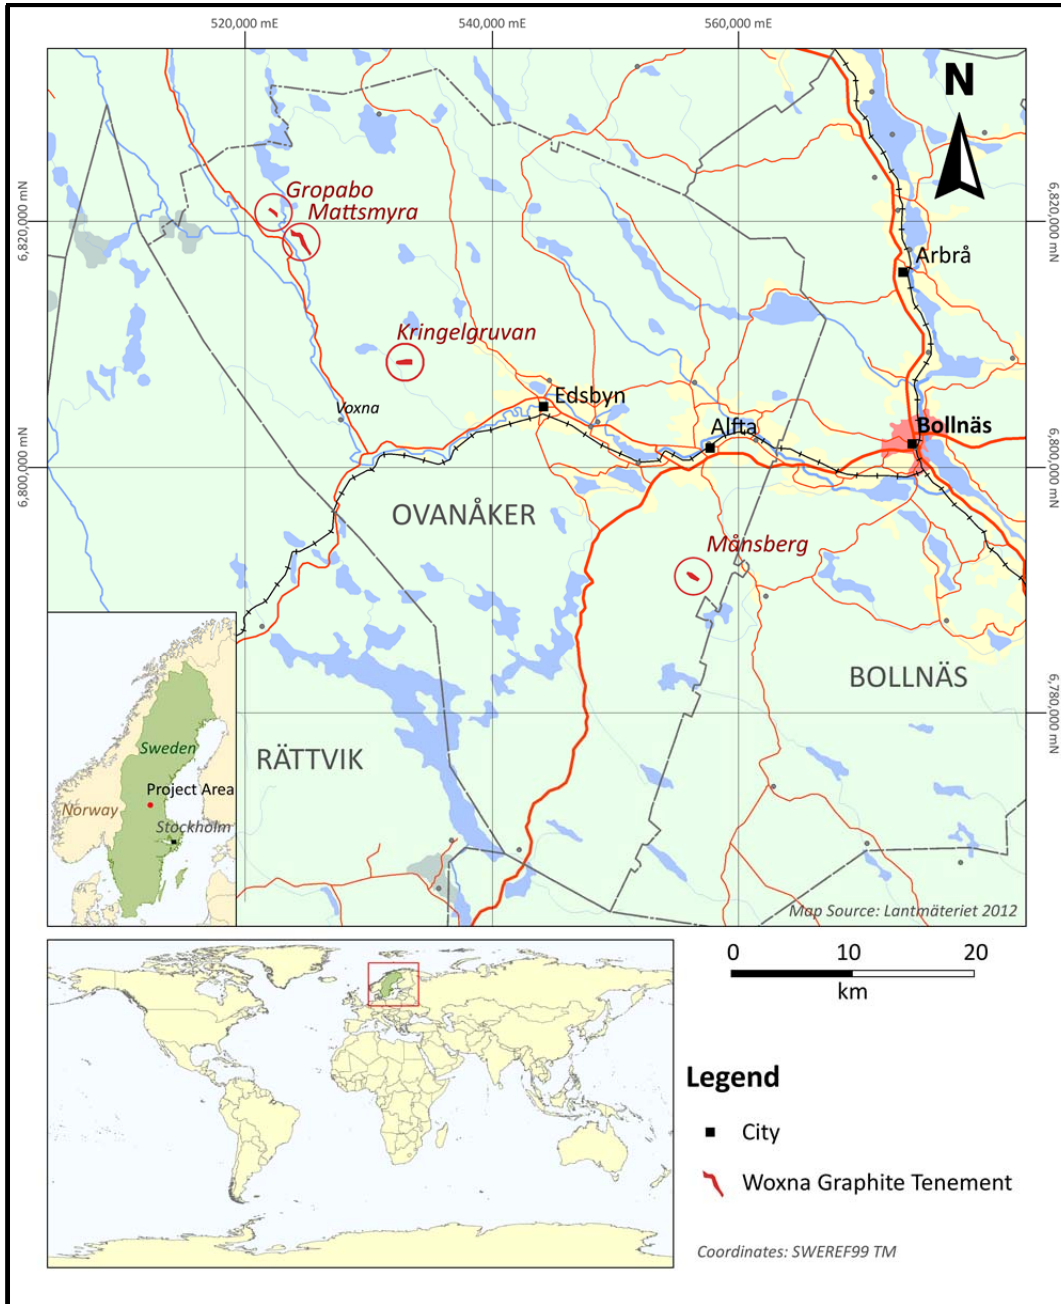 520,000 mE
540,000 mE
560,000 mE
N
Gropabo
Mattsmyra
6,820,000 mN
6,820,000 mN
Arbrå
Kringelgruvan
Edsbyn
Voxna
Alfta
Bollnäs
6,800,000 mN
6,800,000 mN
OVANÅKER
Månsberg
BOLLNÄS
6,780,000 mN
RÄTTVIK
Sweden
Project Area
Norway
Stockholm
Map Source: Lantmäteriet 2012
0 10 20
km
Legend
City
Woxna Graphite Tenement
Coordinates: SWEREF99 TM